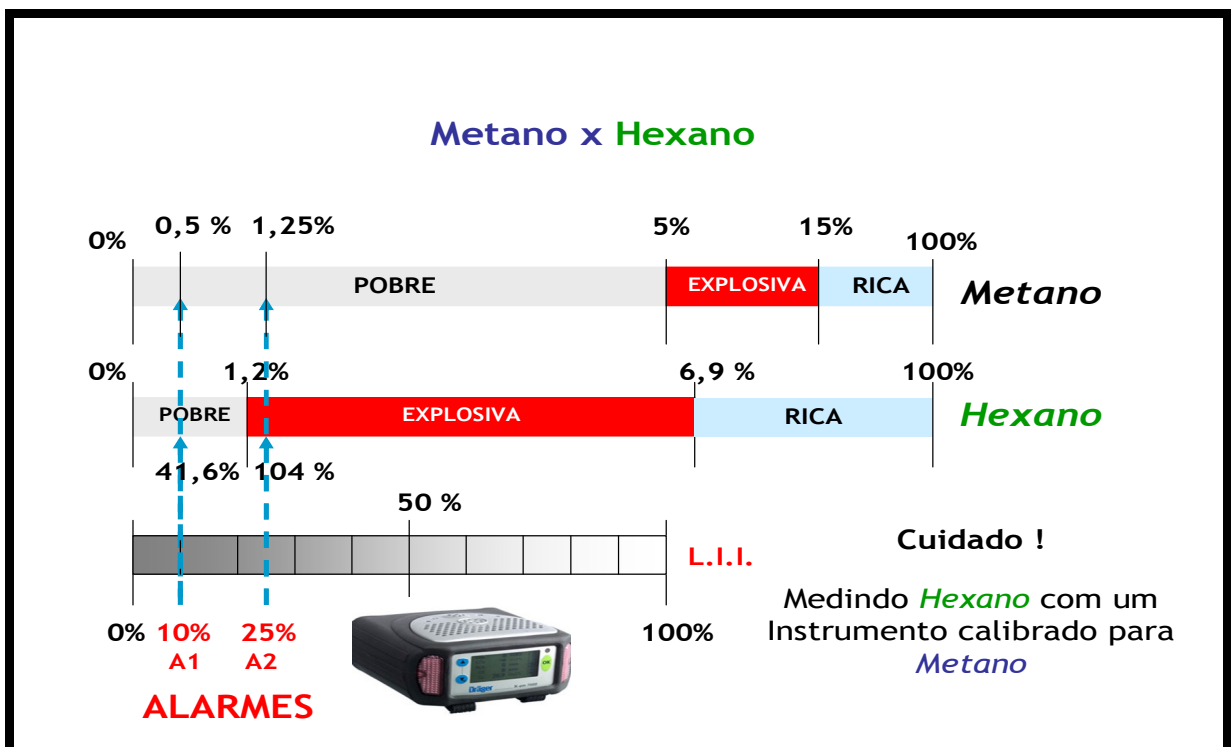 Metano x Hexano
0% 0,5 % 1,25% 5% 15% 100%
POBRE EXPLOSIVA RICA Metano
0% 1,2% 6,9 % 100%
POBRE EXPLOSIVA RICA Hexano
41,6% 104 %
50 %
L.I.I.
0% 10% 25% 100%
A1 A2
ALARMES
Dräger
Cuidado !
Medindo Hexano com um
Instrumento calibrado para
Metano